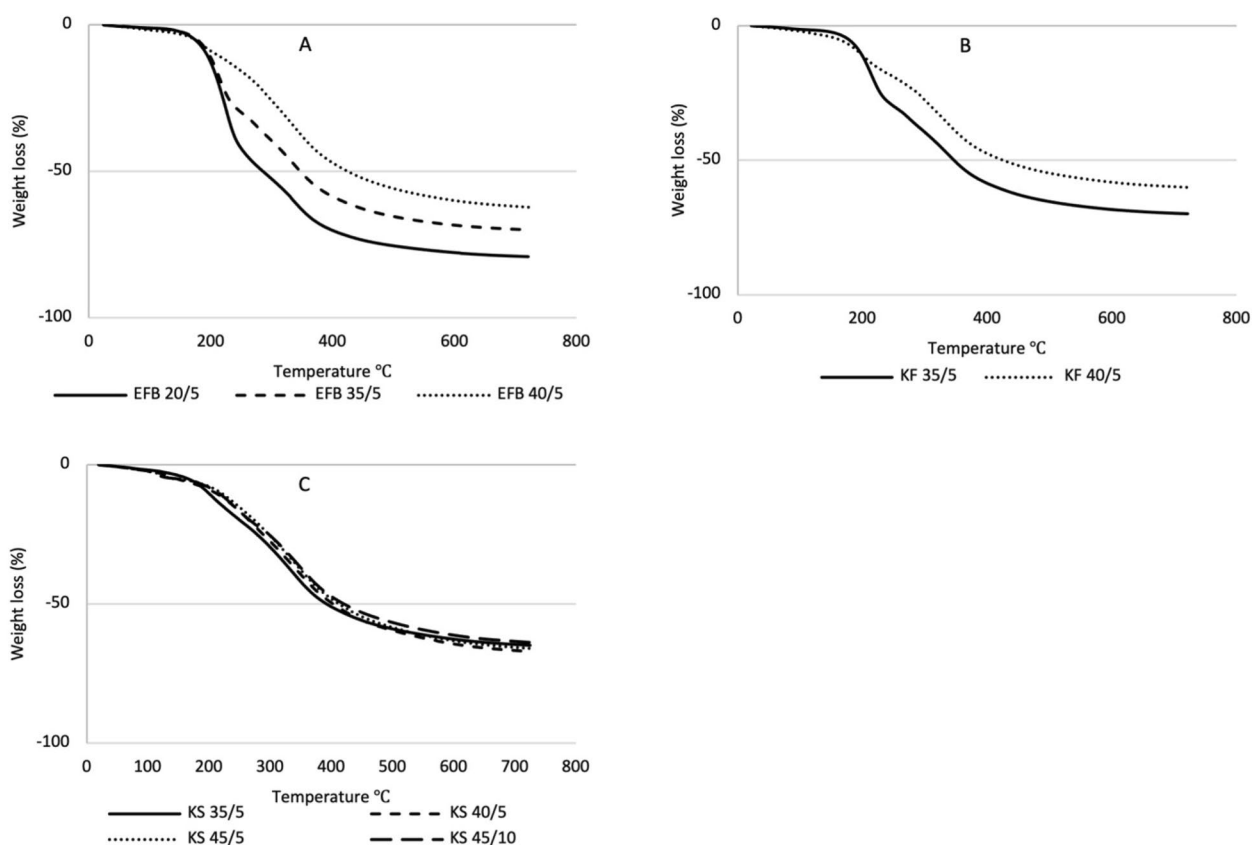 A
Weight loss (%)
0
-50
-100
0 200 400 600 800
Temperature °C
EFB 20/5 EFB 35/5 EFB 40/5
B
Weight loss (%)
0
-50
-100
0 200 400 600 800
Temperature °C
KF 35/5 KF 40/5
C
Weight loss (%)
0
-50
-100
0 100 200 300 400 500 600 700 800
Temperature °C
KS 35/5 KS 40/5
KS 45/5 KS 45/10